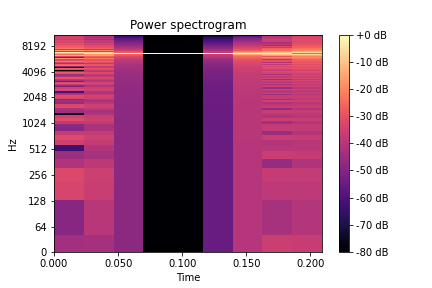 Power spectrogram
Hz
8192
4096
2048
1024
512
256
128
64
0
0.000 0.050 0.100 0.150 0.200
Time
+0 dB
-10 dB
-20 dB
-30 dB
-40 dB
-50 dB
-60 dB
-70 dB
-80 dB